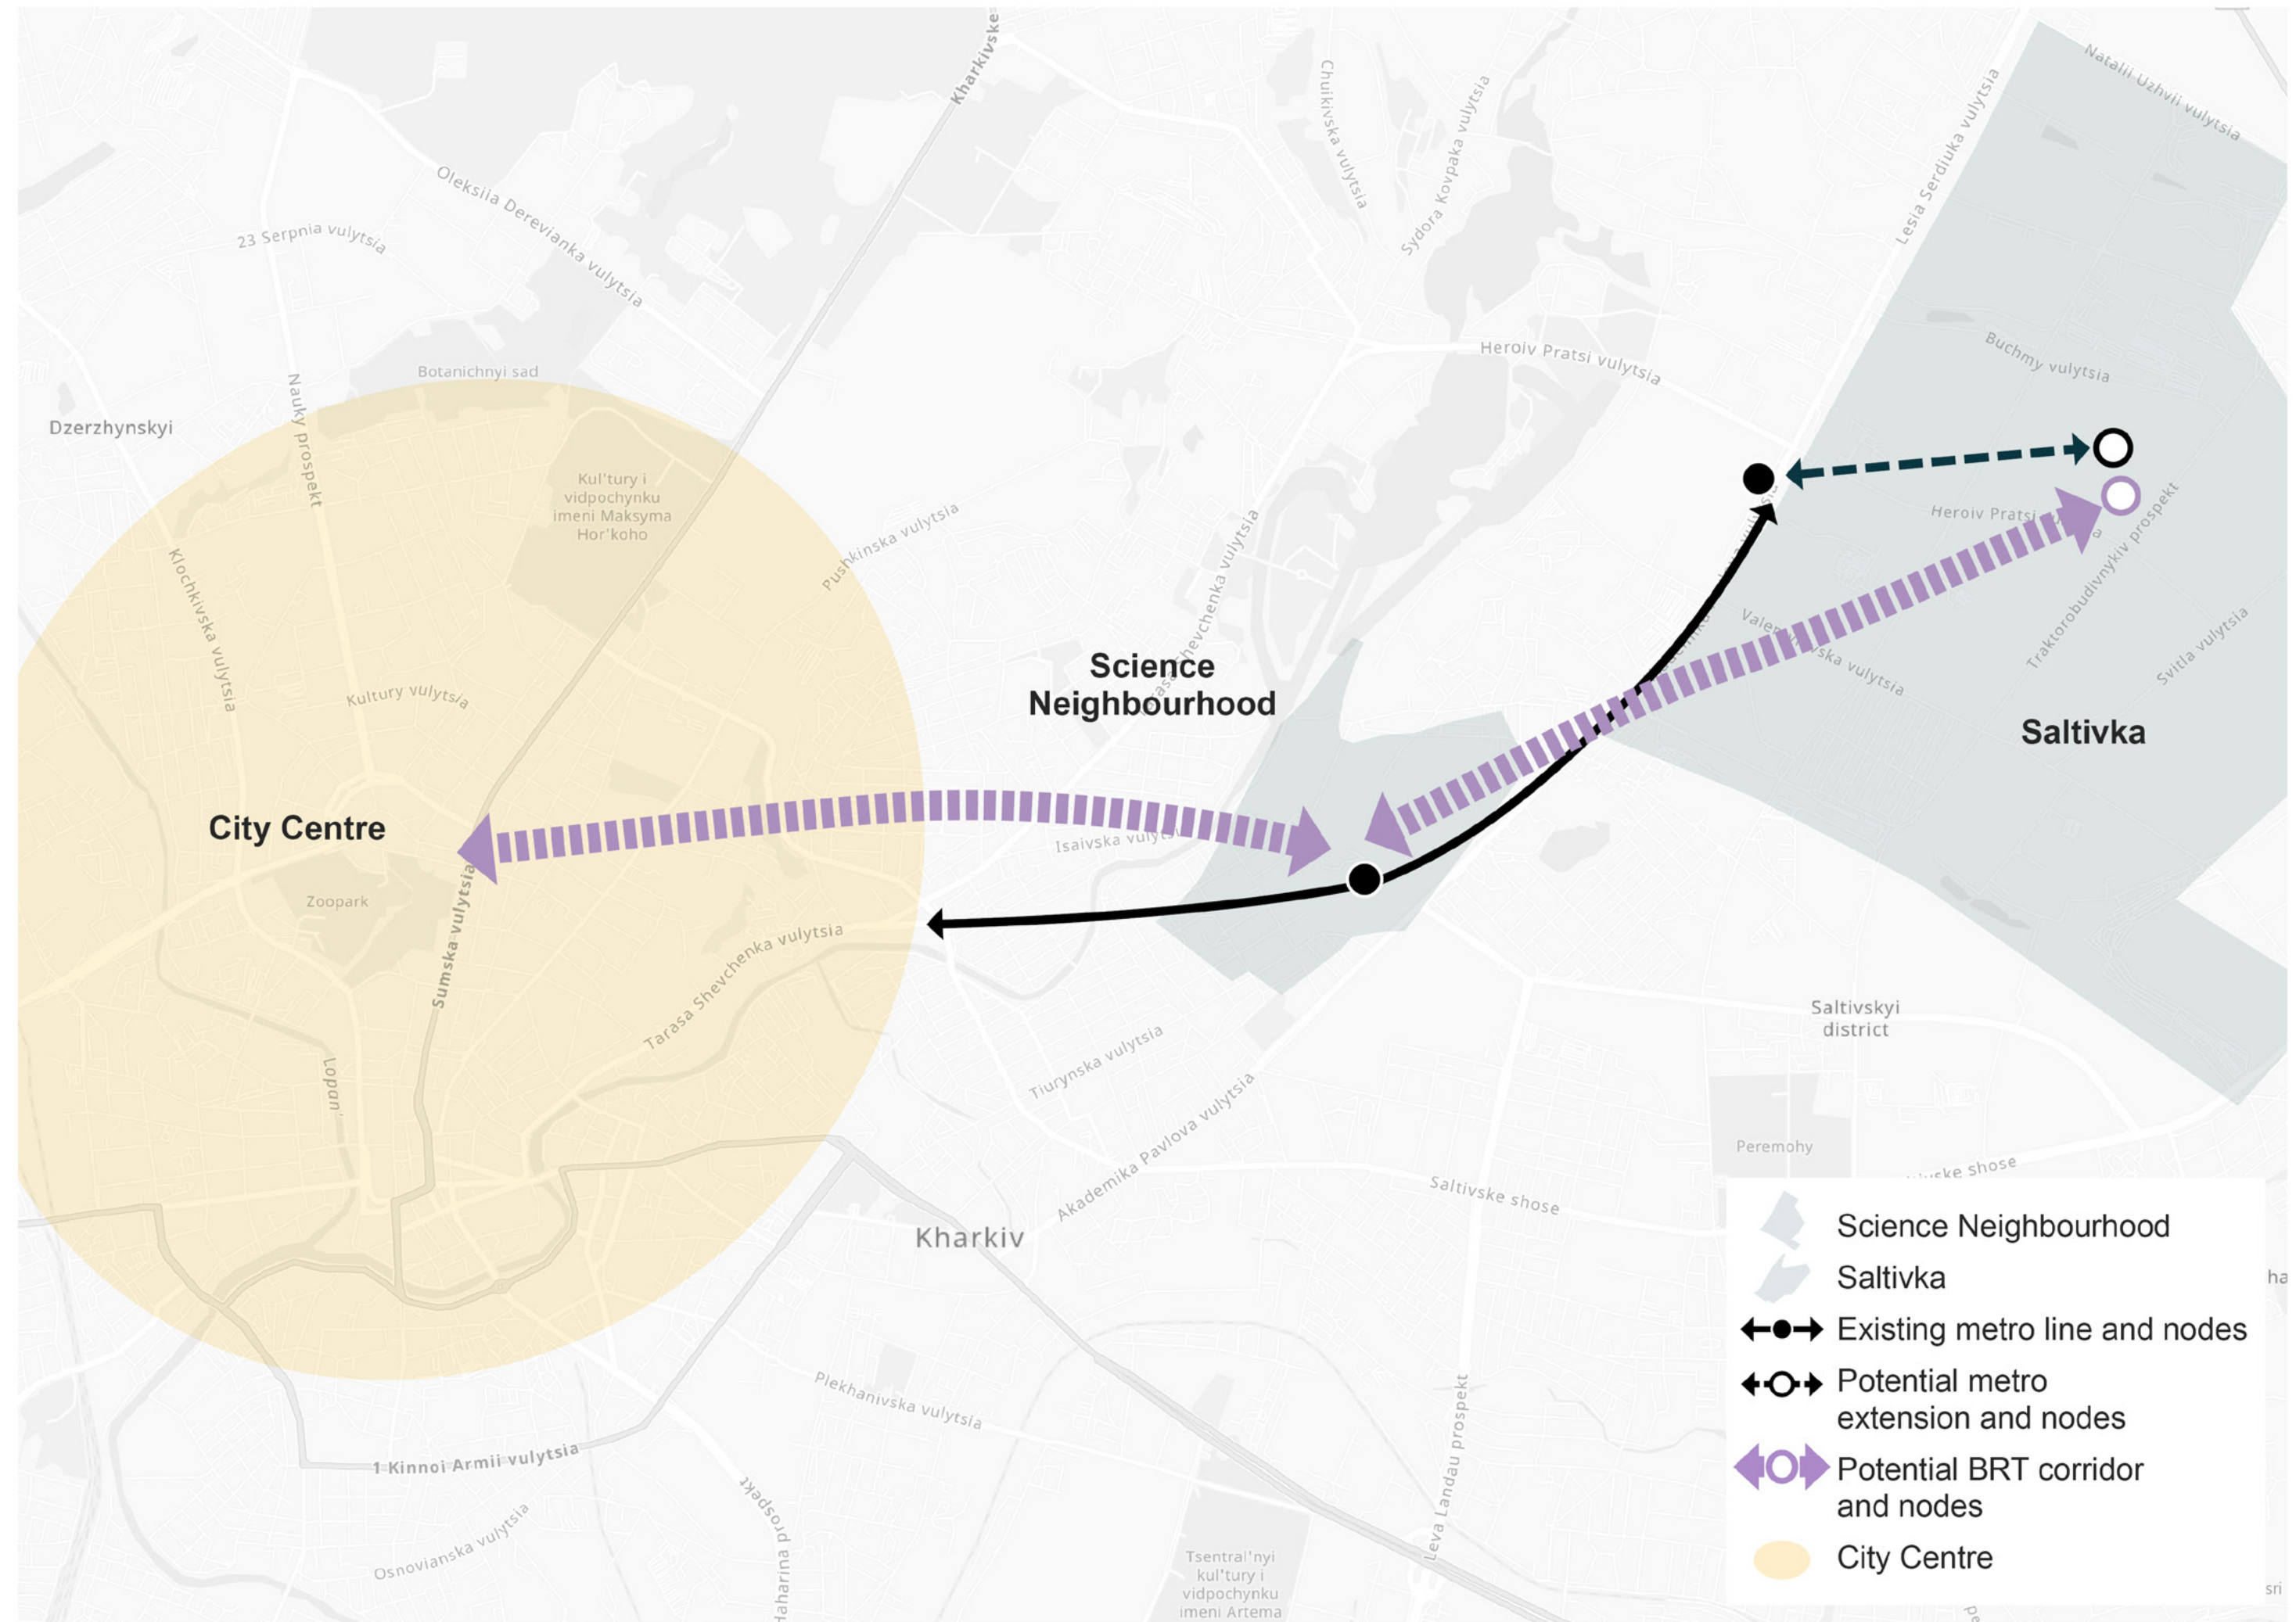 Kharkivske
Chuikivska vulytsia
Sydora Kovpaka vulytsia
Natalii Uzhvii vulytsia
Lesia Serdiuka vulytsia
Oleksiia Derevianka vulytsia
23 Serpnia vulytsia
Botanichnyi sad
Heroiv Pratsi vulytsia
Buchmy vulytsia
Dzerzhynskyi
Nauky prospekt
Kul'tury i
vidpochynku
imeni Maksyma
Hor'koho
Pushkinska vulytsia
Heroiv Pratsi
Traktorobudivnykiv prospekt
Klochkivska vulytsia
Svitla vulytsia
Science
Neighbourhood
Tarasa Shevchenka vulytsia
Kultury vulytsia
Saltivka
City Centre
Isaivska
Zoopark
Sumska vulytsia
Tarasa Shevchenka vulytsia
Saltivskyi
district
Lopan'
Tiurynska vulytsia
Akademika Pavlova vulytsia
Peremohy
shose
Saltivske shose
Kharkiv
Plekhanivska vulytsia
Leva Landau prospekt
1 Kinnoi Armii vulytsia
prospekt
Osnovianska vulytsia
Tsentral'nyi
kul'tury i
vidpochynku
imeni Artema
Science Neighbourhood
Saltivka
Existing metro line and nodes
Potential metro
extension and nodes
Potential BRT corridor
and nodes
City Centre